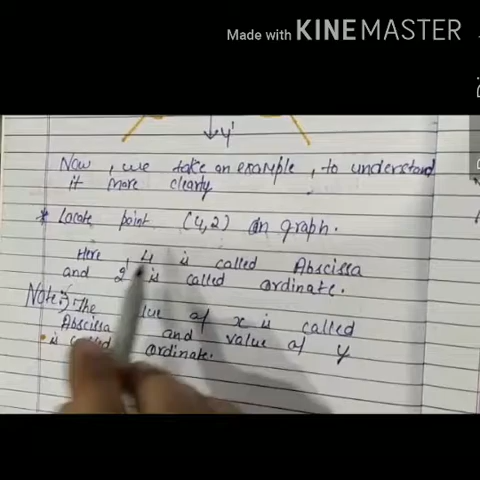 Made with KINEMASTER
y'
Now, we take an example, to understand
it more clearly
* Locate point (4,2) on graph.
Here, 4 is called Abscissa
and 2 is called ordinate.
Note:> The of x is called
Abscissa and value of y
is ordinate.